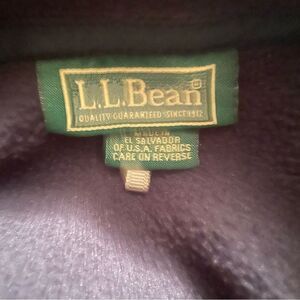 L.L.Bean®
QUALITY GUARANTEED SINCE 1912
MADE IN
EL SALVADOR
OF U.S.A. FABRICS
CARE ON REVERSE